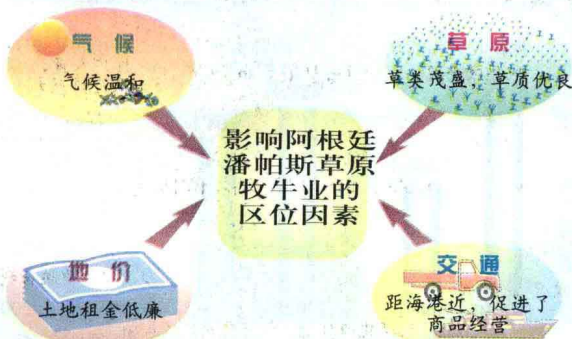 气候
气候温和
草原
草类茂盛，草质优良
影响阿根廷
潘帕斯草原
牧牛业的
区位因素
地价
土地租金低廉
交通
距海港近，促进了
商品经营